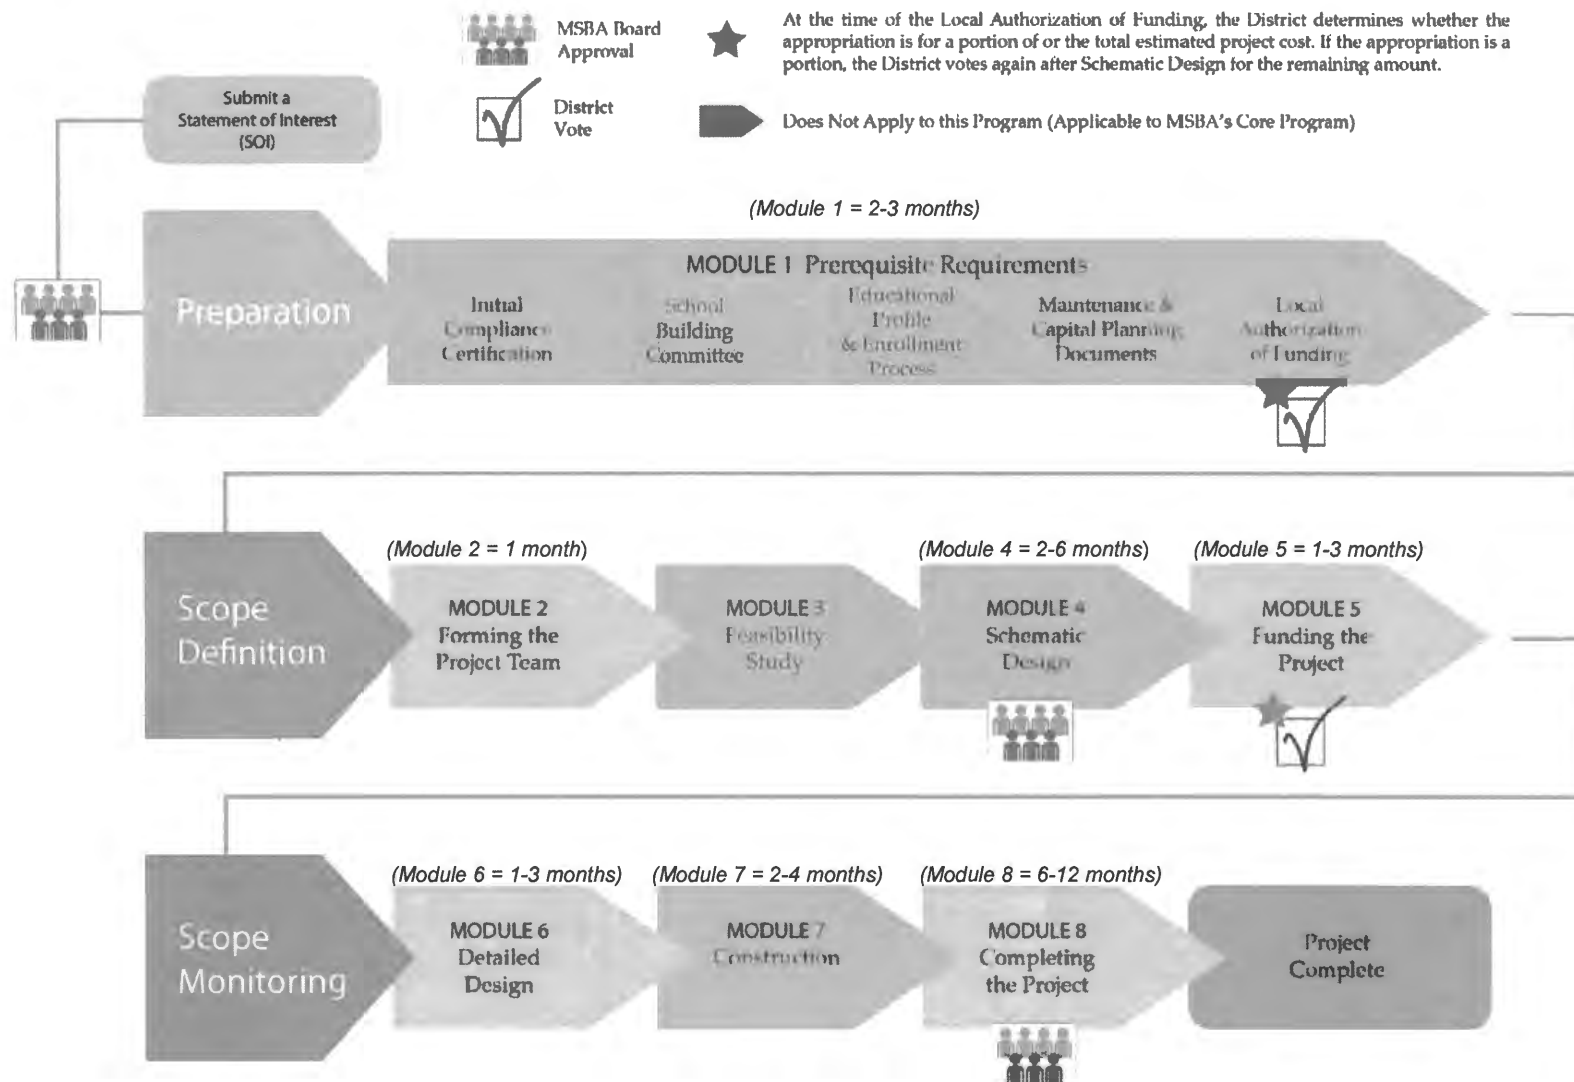 MSBA Board
Approval
At the time of the Local Authorization of Funding, the District determines whether the
appropriation is for a portion of or the total estimated project cost. If the appropriation is a
portion, the District votes again after Schematic Design for the remaining amount.
District
Vote
Does Not Apply to this Program (Applicable to MSBA's Core Program)
Submit a
Statement of Interest
(SOI)
(Module 1 = 2-3 months)
Preparation
MODULE 1 Prerequisite Requirements
Initial
Compliance
Certification
School
Building
Committee
Educational
Profile
& Enrollment
Process
Maintenance &
Capital Planning
Documents
Local
Authorization
of Funding
Scope
Definition
(Module 2 = 1 month)
MODULE 2
Forming the
Project Team
MODULE 3
Feasibility
Study
(Module 4 = 2-6 months)
MODULE 4
Schematic
Design
(Module 5 = 1-3 months)
MODULE 5
Funding the
Project
Scope
Monitoring
(Module 6 = 1-3 months)
MODULE 6
Detailed
Design
(Module 7 = 2-4 months)
MODULE 7
Construction
(Module 8 = 6-12 months)
MODULE 8
Completing
the Project
Project
Complete